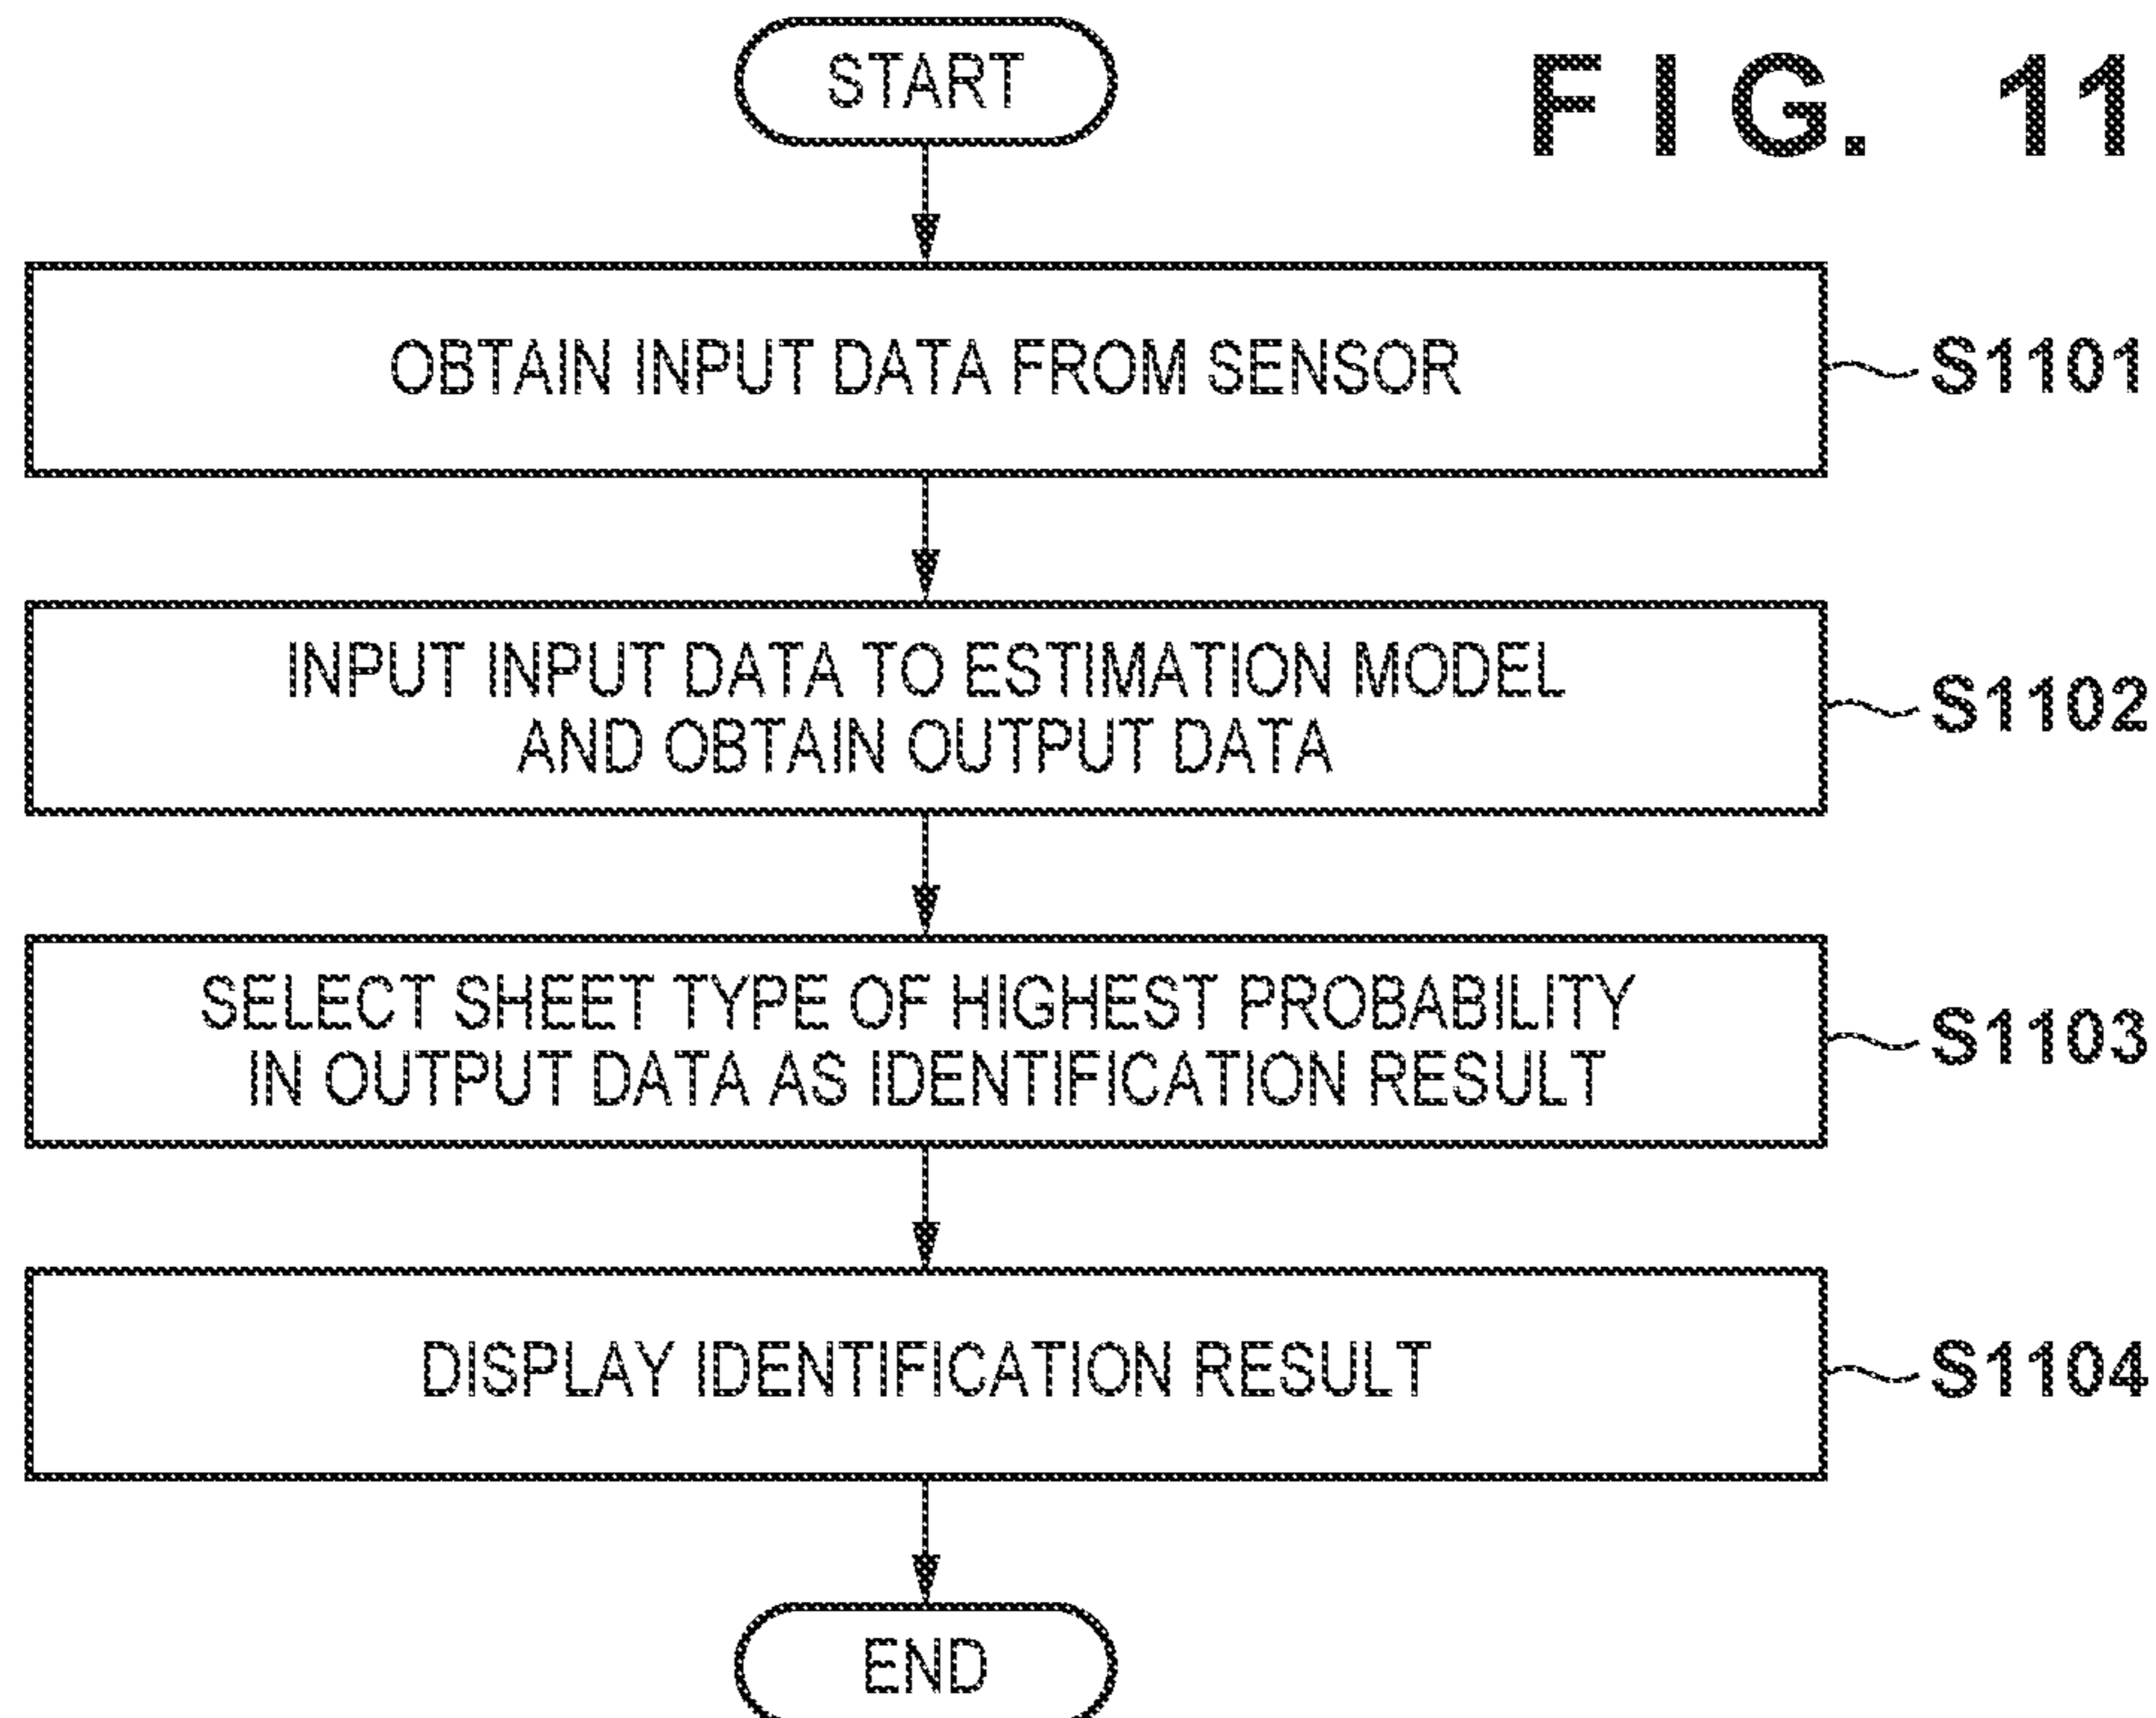 START
F I G. 11
OBTAIN INPUT DATA FROM SENSOR
S1101
INPUT INPUT DATA TO ESTIMATION MODEL
AND OBTAIN OUTPUT DATA
S1102
SELECT SHEET TYPE OF HIGHEST PROBABILITY
IN OUTPUT DATA AS IDENTIFICATION RESULT
S1103
DISPLAY IDENTIFICATION RESULT
S1104
END